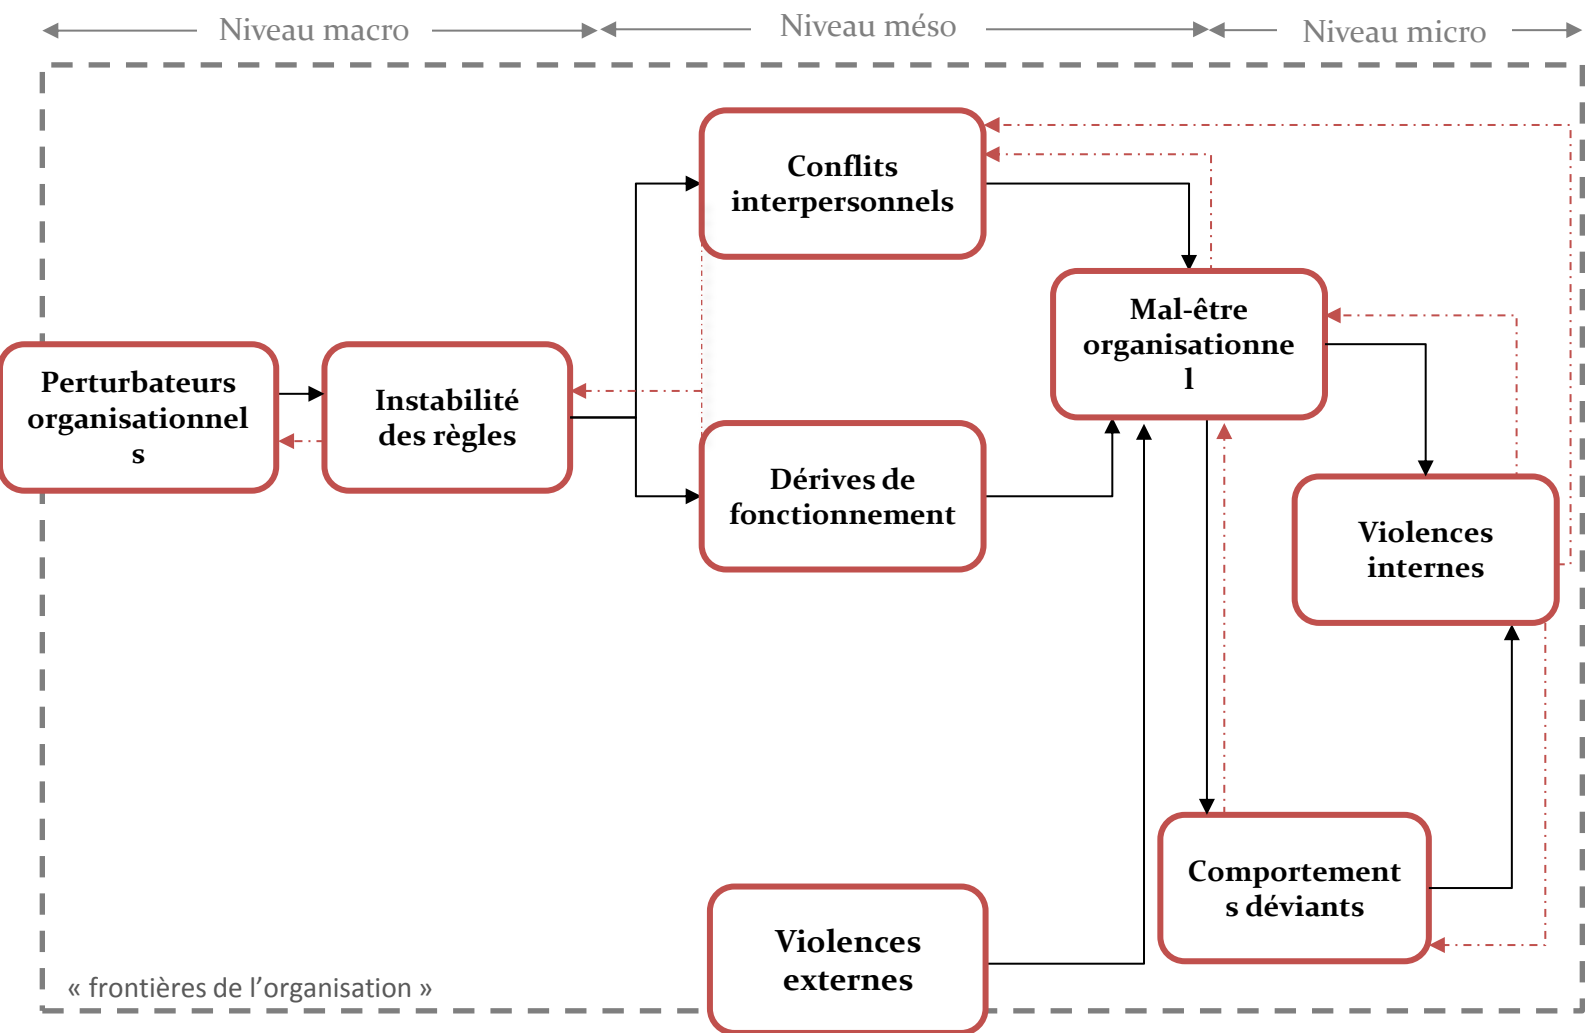 Niveau macro
Niveau méso
Niveau micro
Conflits
interpersonnels
Mal-être
organisationne
l
Perturbateurs
organisationnel
s
Instabilité
des règles
Dérives de
fonctionnement
Violences
internes
Comportement
s déviants
Violences
externes
« frontières de l’organisation »